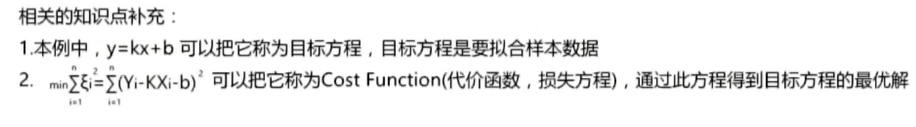 相关的知识点补充：
1.本例中，y=kx+b 可以把它称为目标方程，目标方程是要拟合样本数据
2. min∑ξi²=∑(Yi-KXi-b)² 可以把它称为Cost Function(代价函数，损失方程)，通过此方程得到目标方程的最优解
n n
i=1 i=1